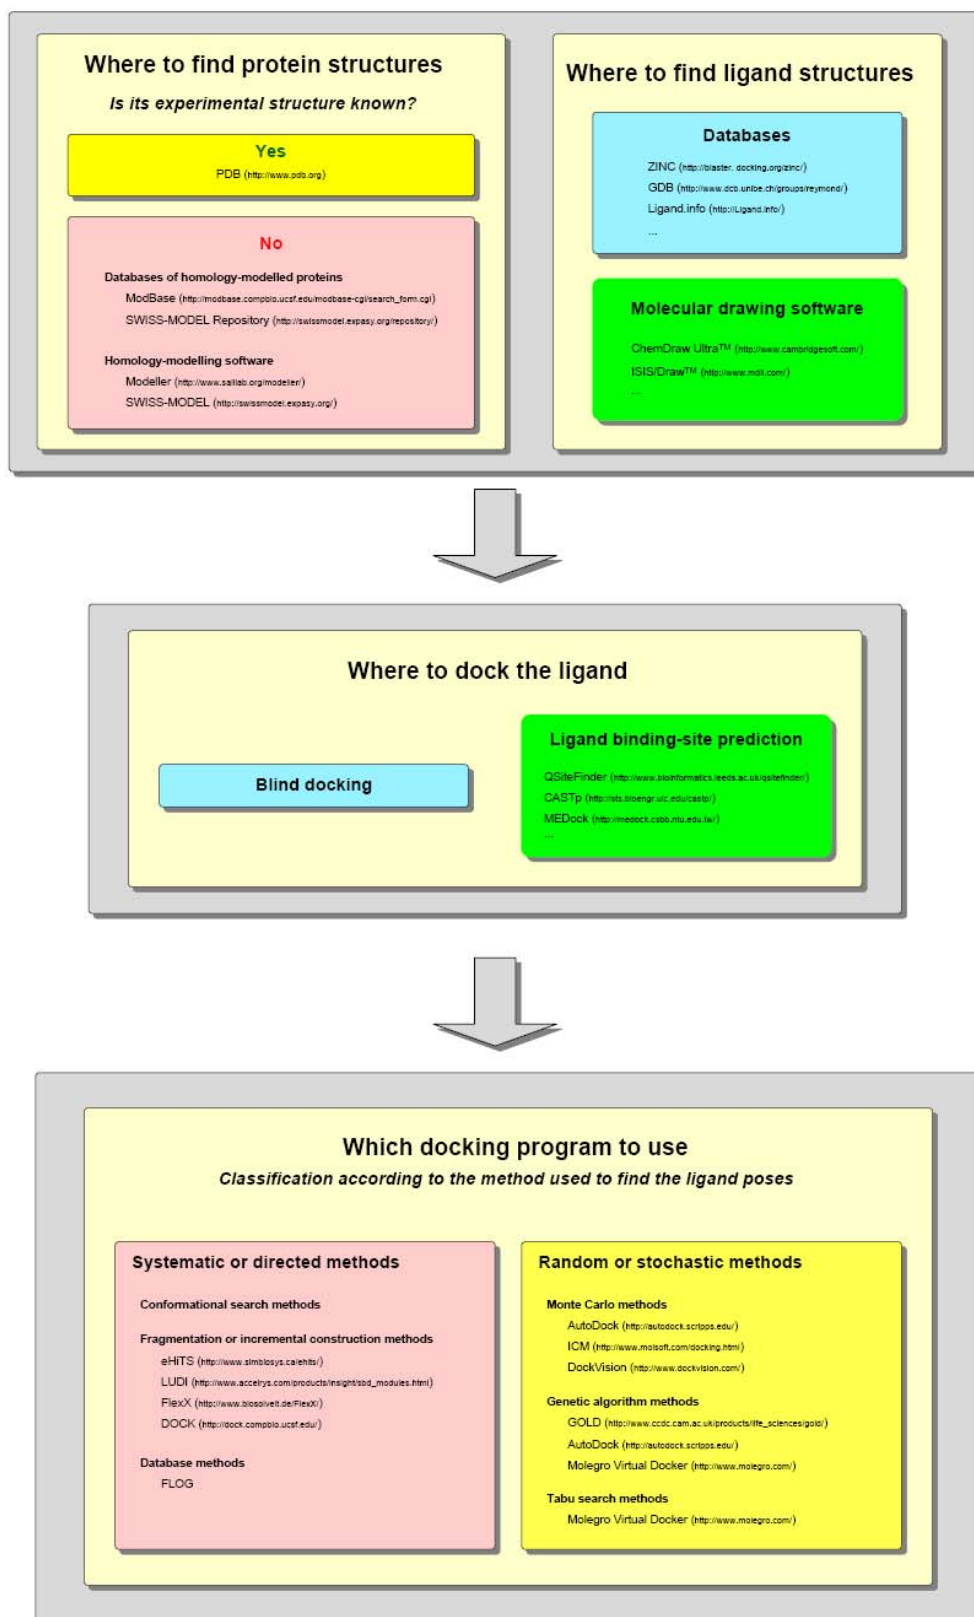 Where to find protein structures
Is its experimental structure known?
Yes
PDB (http://www.pdb.org)
No
Databases of homology-modelled proteins
ModBase (http://modbase.compbio.ucsf.edu/modbase-cgi/search_form.cgi)
SWISS-MODEL Repository (http://swissmodel.expasy.org/repository/)
Homology-modelling software
Modeller (http://www.salilab.org/modeller/)
SWISS-MODEL (http://swissmodel.expasy.org/)
Where to find ligand structures
Databases
ZINC (http://blaster. docking.org/zinc/)
GDB (http://www.dcb.unibe.ch/groups/reymond/)
Ligand.info (http://Ligand.info/)
...
Molecular drawing software
ChemDraw Ultra™ (http://www.cambridgesoft.com/)
ISIS/Draw™ (http://www.mdli.com/)
...
Where to dock the ligand
Blind docking
Ligand binding-site prediction
QSiteFinder (http://www.bioinformatics.leeds.ac.uk/qsitefinder/)
CASTp (http://sts.bioengr.uic.edu/castp/)
MEDock (http://medock.csbb.ntu.edu.tw/)
...
Which docking program to use
Classification according to the method used to find the ligand poses
Systematic or directed methods
Conformational search methods
Fragmentation or incremental construction methods
eHiTS (http://www.simbiosys.ca/ehits/)
LUDI (http://www.accelrys.com/products/insight/sbd_modules.html)
FlexX (http://www.biosolveit.de/FlexX/)
DOCK (http://dock.compbio.ucsf.edu/)
Database methods
FLOG
Random or stochastic methods
Monte Carlo methods
AutoDock (http://autodock.scripps.edu/)
ICM (http://www.molsoft.com/docking.html)
DockVision (http://www.dockvision.com/)
Genetic algorithm methods
GOLD (http://www.ccdc.cam.ac.uk/products/life_sciences/gold/)
AutoDock (http://autodock.scripps.edu/)
Molegro Virtual Docker (http://www.molegro.com/)
Tabu search methods
Molegro Virtual Docker (http://www.molegro.com/)